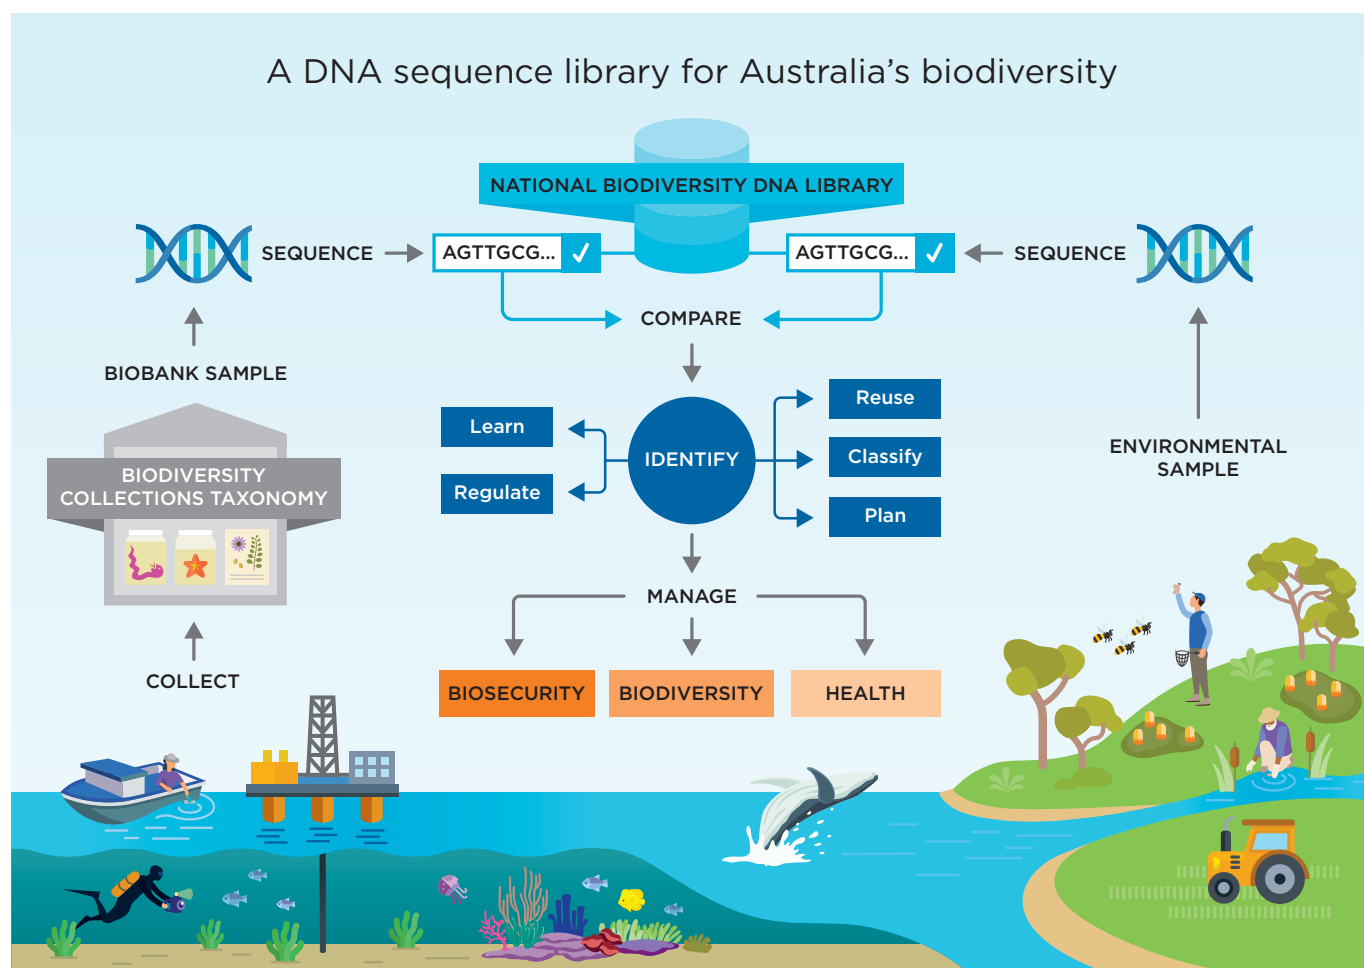 A DNA sequence library for Australia's biodiversity
NATIONAL BIODIVERSITY DNA LIBRARY
SEQUENCE
AGTTGCG...
AGTTGCG...
SEQUENCE
COMPARE
BIOBANK SAMPLE
BIODIVERSITY
COLLECTIONS TAXONOMY
COLLECT
Learn
Regulate
IDENTIFY
Reuse
Classify
Plan
ENVIRONMENTAL
SAMPLE
MANAGE
BIOSECURITY
BIODIVERSITY
HEALTH